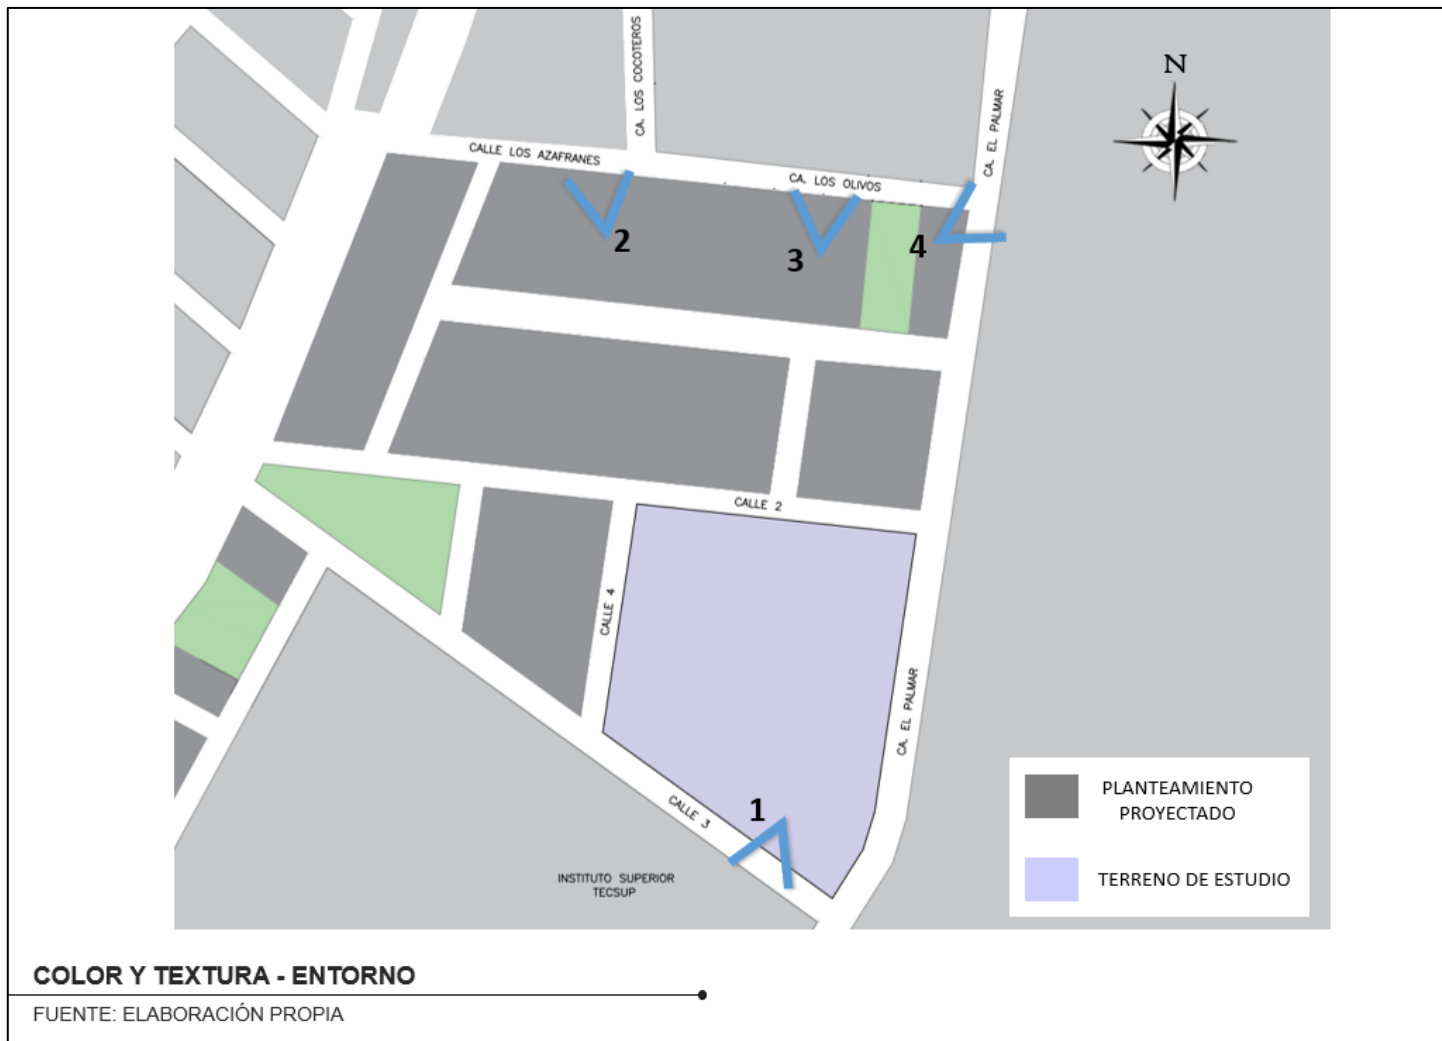 CA. LOS COCOTEROS
N
CA. EL PALMAR
CALLE LOS AZAFRANES
CA. LOS OLIVOS
2
3
4
CALLE 2
CALLE 4
CA. EL PALMAR
1
CALLE 3
INSTITUTO SUPERIOR
TECSUP
PLANTEAMIENTO
PROYECTADO
TERRENO DE ESTUDIO
COLOR Y TEXTURA - ENTORNO
FUENTE: ELABORACIÓN PROPIA